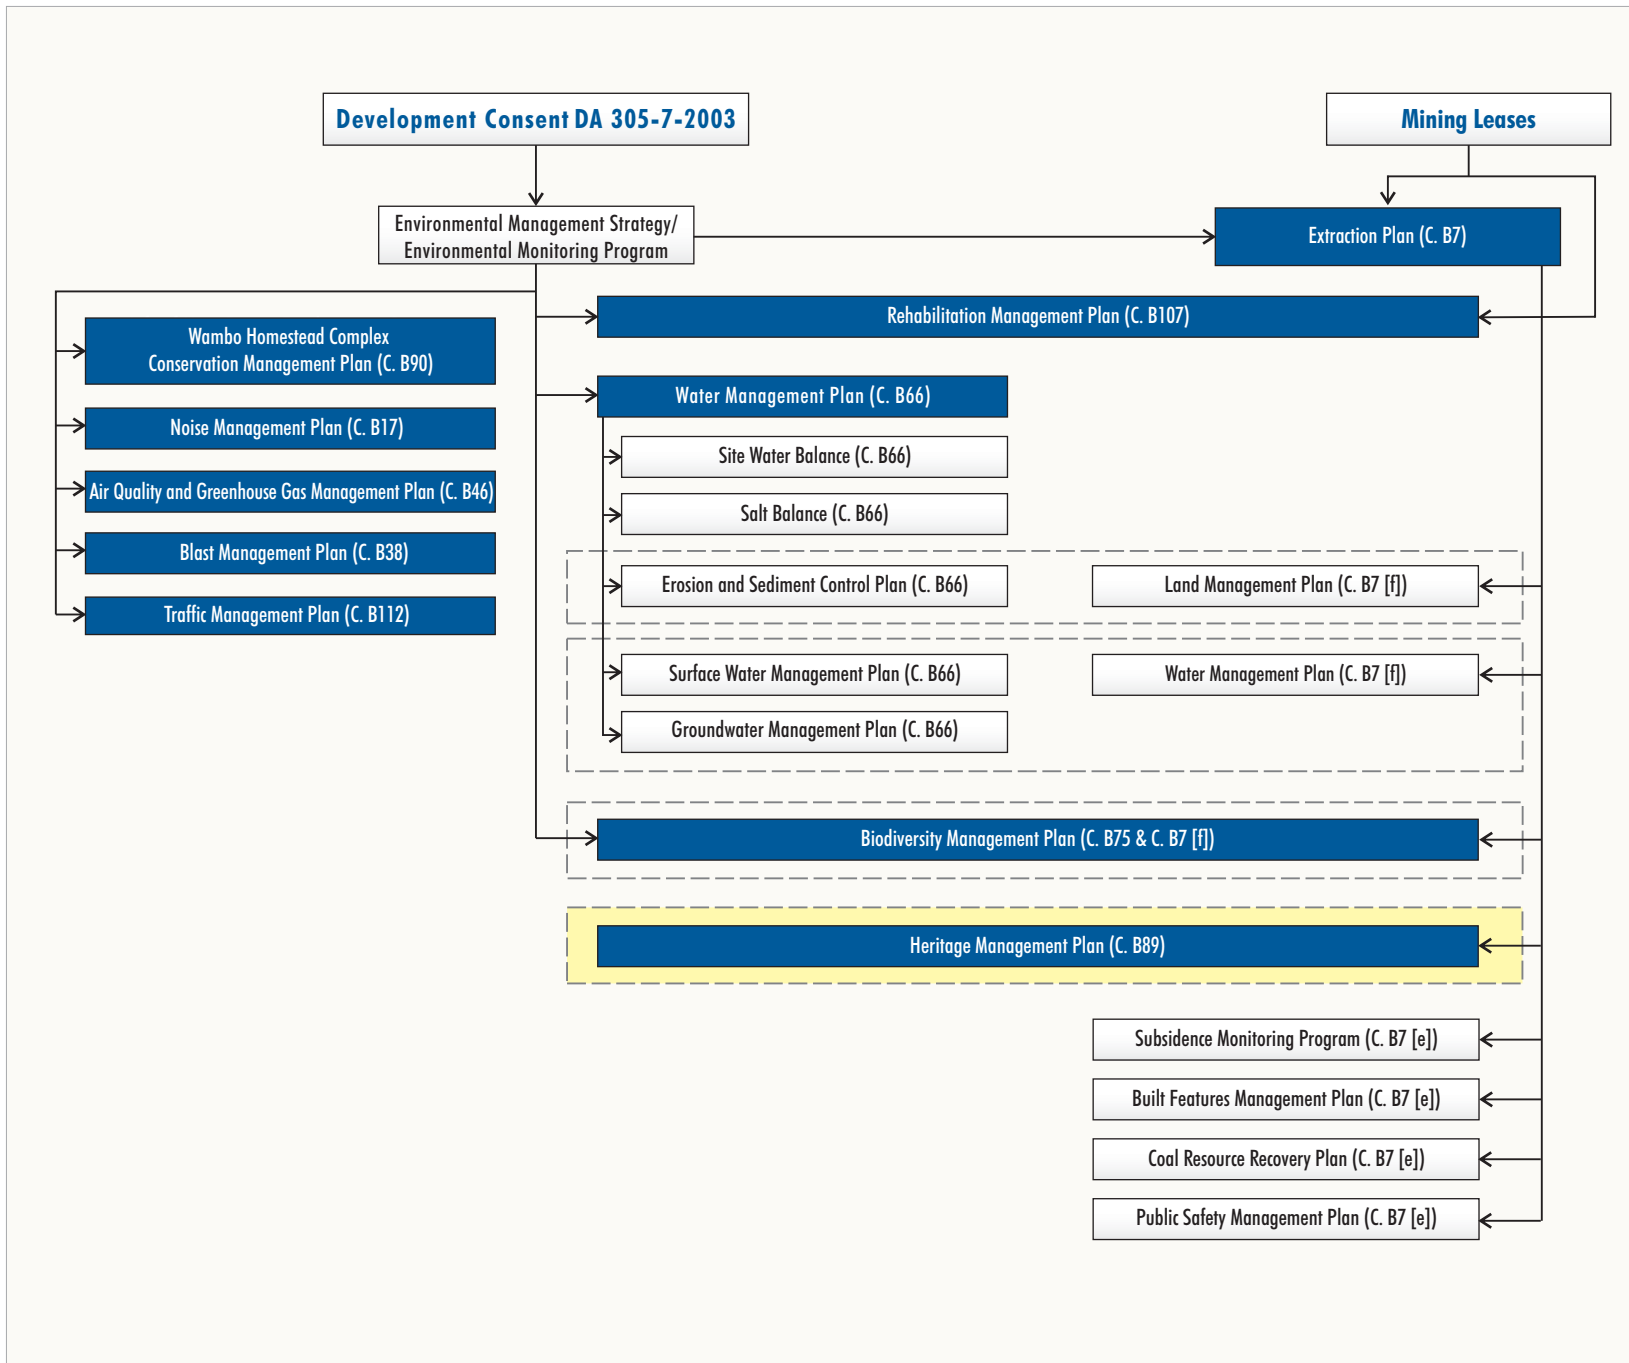 Development Consent DA 305-7-2003
Mining Leases
Environmental Management Strategy/
Environmental Monitoring Program
Extraction Plan (C. B7)
Rehabilitation Management Plan (C. B107)
Wambo Homestead Complex
Conservation Management Plan (C. B90)
Noise Management Plan (C. B17)
Air Quality and Greenhouse Gas Management Plan (C. B46)
Blast Management Plan (C. B38)
Traffic Management Plan (C. B112)
Water Management Plan (C. B66)
Site Water Balance (C. B66)
Salt Balance (C. B66)
Erosion and Sediment Control Plan (C. B66)
Land Management Plan (C. B7 [f])
Surface Water Management Plan (C. B66)
Water Management Plan (C. B7 [f])
Groundwater Management Plan (C. B66)
Biodiversity Management Plan (C. B75 & C. B7 [f])
Heritage Management Plan (C. B89)
Subsidence Monitoring Program (C. B7 [e])
Built Features Management Plan (C. B7 [e])
Coal Resource Recovery Plan (C. B7 [e])
Public Safety Management Plan (C. B7 [e])